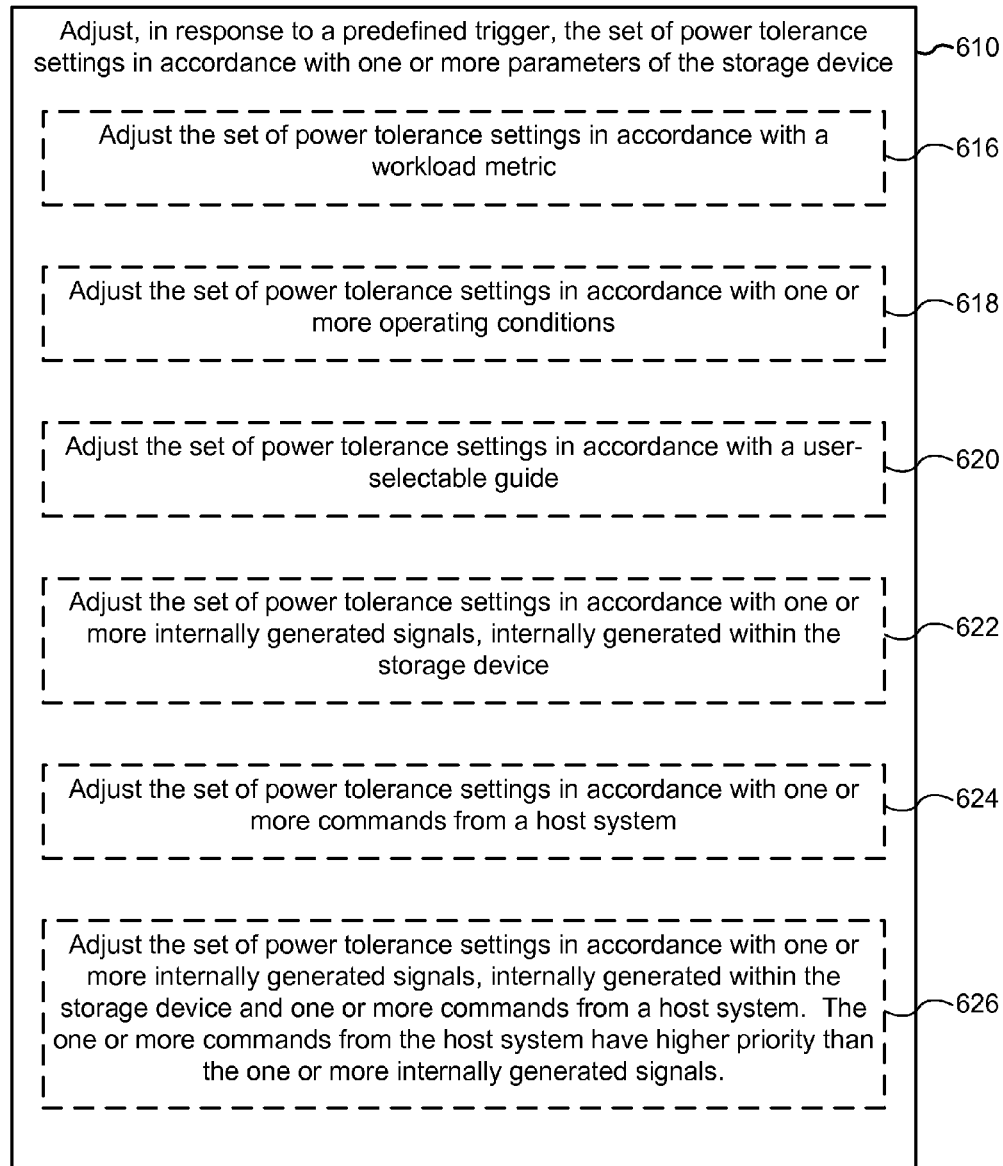 Adjust, in response to a predefined trigger, the set of power tolerance
settings in accordance with one or more parameters of the storage device
610
Adjust the set of power tolerance settings in accordance with a
workload metric
616
Adjust the set of power tolerance settings in accordance with one or
more operating conditions
618
Adjust the set of power tolerance settings in accordance with a user-
selectable guide
620
Adjust the set of power tolerance settings in accordance with one or
more internally generated signals, internally generated within the
storage device
622
Adjust the set of power tolerance settings in accordance with one or
more commands from a host system
624
Adjust the set of power tolerance settings in accordance with one or
more internally generated signals, internally generated within the
storage device and one or more commands from a host system.  The
one or more commands from the host system have higher priority than
the one or more internally generated signals.
626